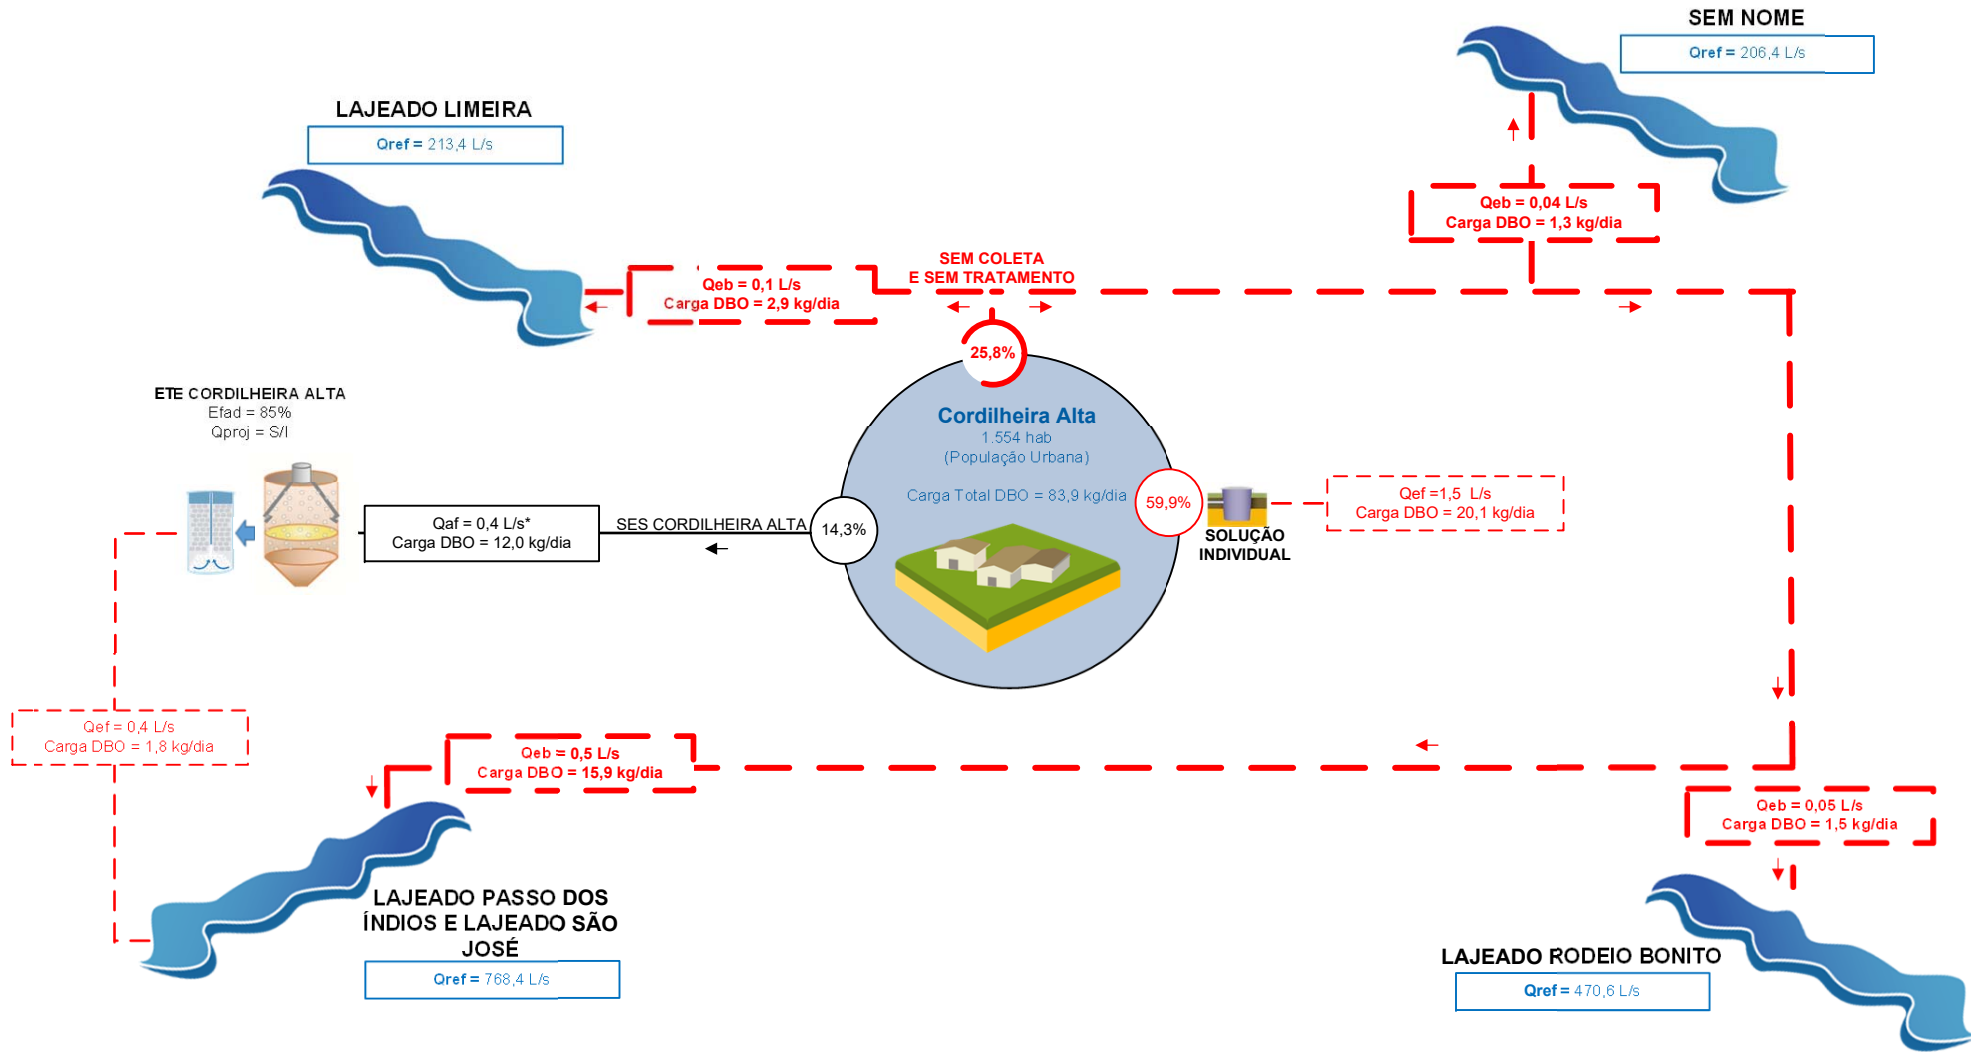 SEM NOME
Qref = 206,4 L/s
LAJEADO LIMEIRA
Qref = 213,4 L/s
Qeb = 0,04 L/s
Carga DBO = 1,3 kg/dia
SEM COLETA
E SEM TRATAMENTO
Qeb = 0,1 L/s
Carga DBO = 2,9 kg/dia
25,8%
ETE CORDILHEIRA ALTA
Efad = 85%
Qproj = S/I
Cordilheira Alta
1.554 hab
(População Urbana)
Carga Total DBO = 83,9 kg/dia
59,9%
Qef =1,5 L/s
Carga DBO = 20,1 kg/dia
SOLUÇÃO
INDIVIDUAL
14,3%
SES CORDILHEIRA ALTA
Qaf = 0,4 L/s*
Carga DBO = 12,0 kg/dia
Qef = 0,4 L/s
Carga DBO = 1,8 kg/dia
Qeb = 0,5 L/s
Carga DBO = 15,9 kg/dia
Qeb = 0,05 L/s
Carga DBO = 1,5 kg/dia
LAJEADO PASSO DOS
ÍNDIOS E LAJEADO SÃO
JOSÉ
Qref = 768,4 L/s
LAJEADO RODEIO BONITO
Qref = 470,6 L/s